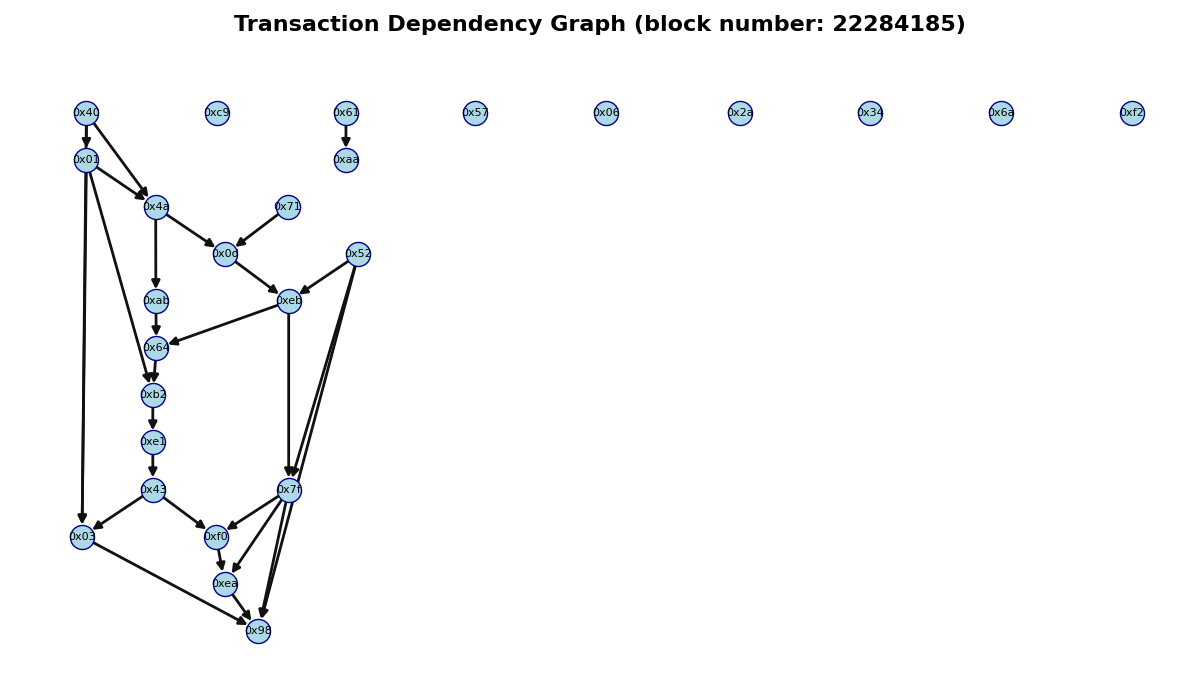 Transaction Dependency Graph (block number: 22284185)
0x40 0xc9 0x61 0x57 0x06 0x2a 0x34 0x6a 0xf2
0x01 0xaa
0x4a 0x71
0x0d 0x52
0xab 0xeb
0x64
0xb2
0xe1
0x43 0x7f
0x03 0xf0
0xea
0x98